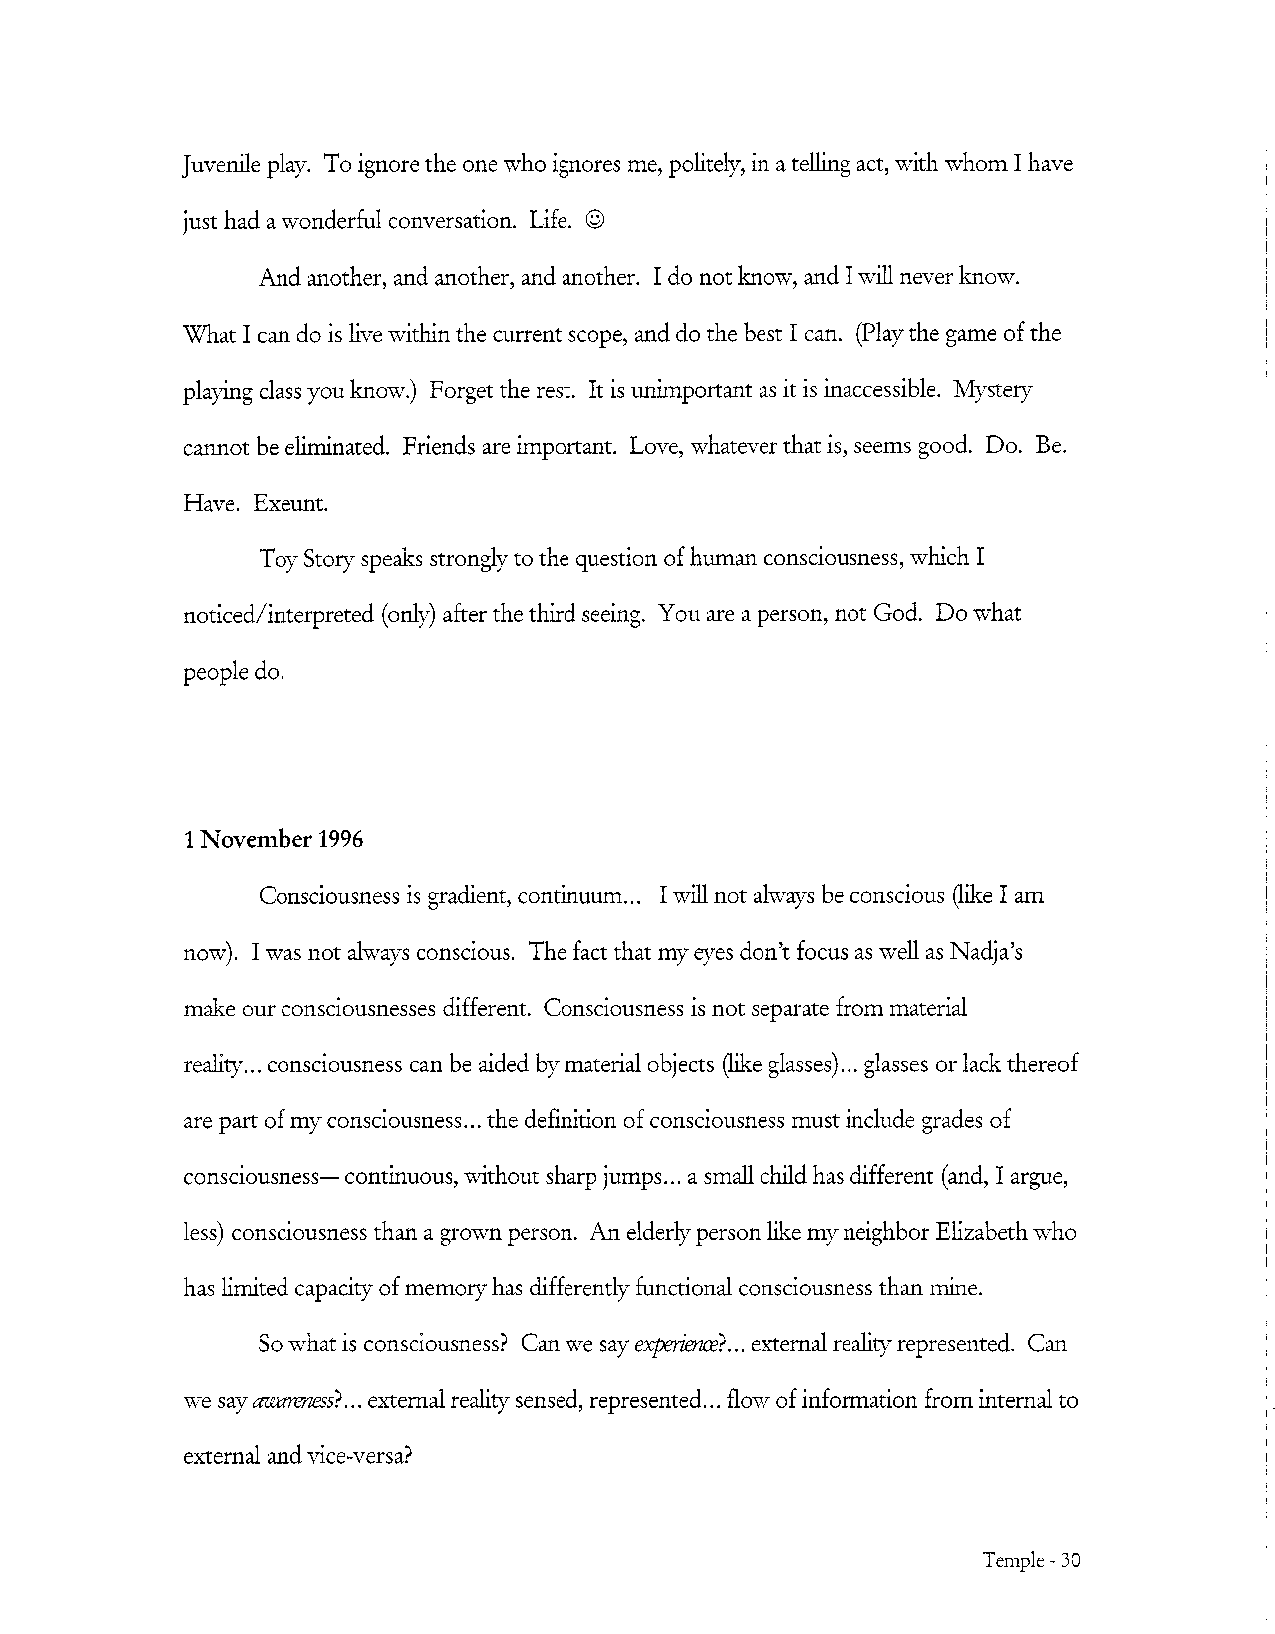 Juvenile play. To ignore the one who ignores me, politely, in a telling act, with whom I have
just had a wonderful conversation. Life. ☺
And another, and another, and another. I do not know, and I will never know.
What I can do is live within the current scope, and do the best I can. (Play the game of the
playing class you know.) Forget the rest. It is unimportant as it is inaccessible. Mystery
cannot be eliminated. Friends are important. Love, whatever that is, seems good. Do. Be.
Have. Exeunt.
Toy Story speaks strongly to the question of human consciousness, which I
noticed/interpreted (only) after the third seeing. You are a person, not God. Do what
people do.
1 November 1996
Consciousness is gradient, continuum... I will not always be conscious (like I am
now). I was not always conscious. The fact that my eyes don't focus as well as Nadja's
make our consciousnesses different. Consciousness is not separate from material
reality... consciousness can be aided by material objects (like glasses)... glasses or lack thereof
are part of my consciousness... the definition of consciousness must include grades of
consciousness— continuous, without sharp jumps... a small child has different (and, I argue,
less) consciousness than a grown person. An elderly person like my neighbor Elizabeth who
has limited capacity of memory has differently functional consciousness than mine.
So what is consciousness? Can we say experience?... external reality represented. Can
we say awareness?... external reality sensed, represented... flow of information from internal to
external and vice-versa?
Temple - 30